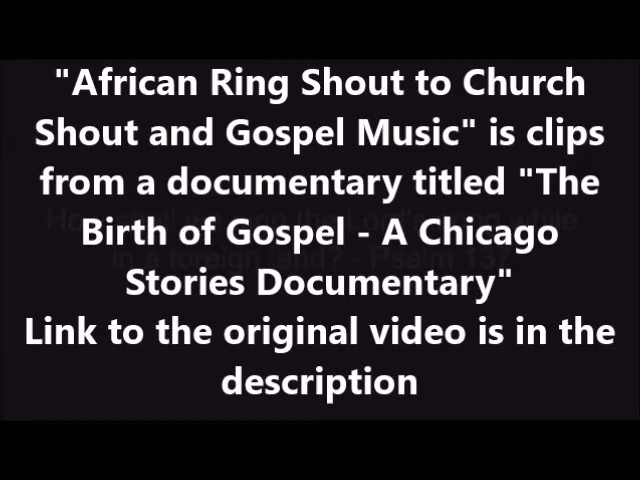 "African Ring Shout to Church
Shout and Gospel Music" is clips
from a documentary titled "The
Birth of Gospel - A Chicago
Stories Documentary"
Link to the original video is in the
description